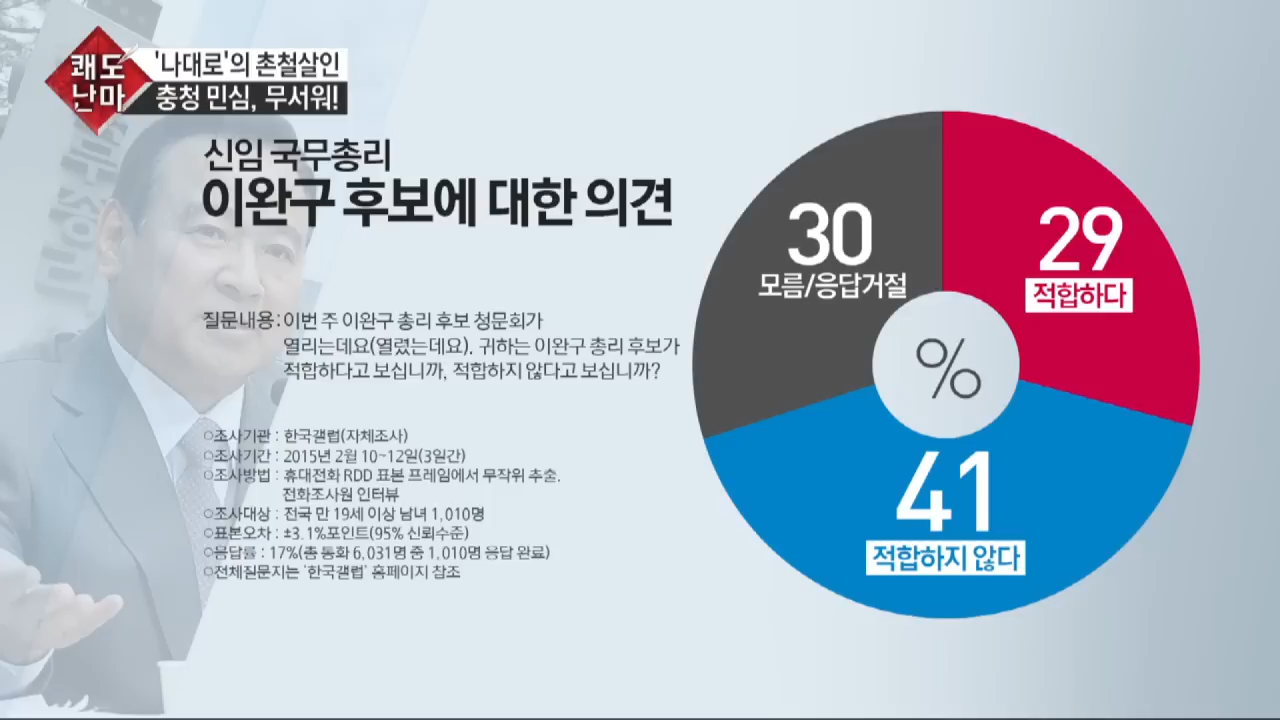 쾌도
난마
'나대로'의 촌철살인
충청 민심, 무서워!
신임 국무총리
이완구 후보에 대한 의견
질문내용 : 이번 주 이완구 총리 후보 청문회가
열리는데요(열렸는데요). 귀하는 이완구 총리 후보가
적합하다고 보십니까, 적합하지 않다고 보십니까?
○조사기관 : 한국갤럽(자체조사)
○조사기간 : 2015년 2월 10~12일(3일간)
○조사방법 : 휴대전화 RDD 표본 프레임에서 무작위 추출.
전화조사원 인터뷰
○조사대상 : 전국 만 19세 이상 남녀 1,010명
○표본오차 : ±3.1%포인트(95% 신뢰수준)
○응답률 : 17%(총 통화 6,031명 중 1,010명 응답 완료)
○전체질문지는 '한국갤럽' 홈페이지 참조
30
모름/응답거절
29
적합하다
%
41
적합하지 않다